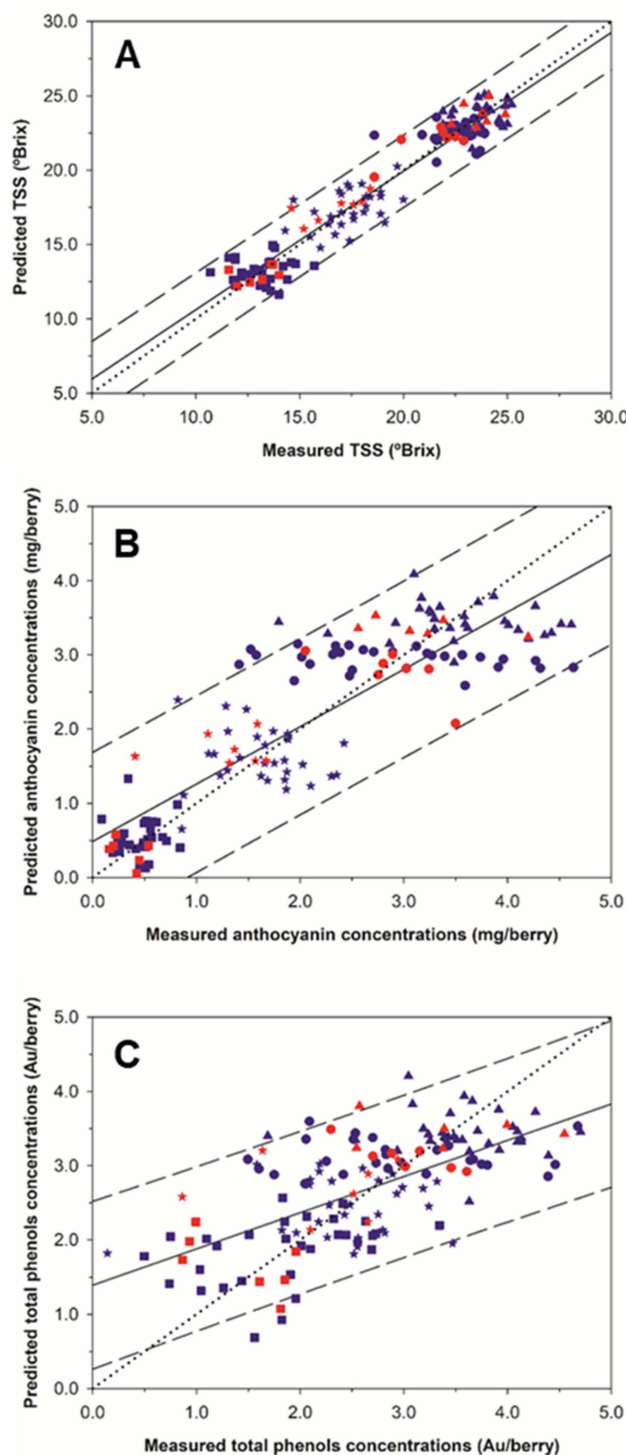 A
30.0
25.0
20.0
15.0
10.0
5.0
Predicted TSS (ºBrix)
5.0 10.0 15.0 20.0 25.0 30.0
Measured TSS (ºBrix)
B
5.0
4.0
3.0
2.0
1.0
0.0
Predicted anthocyanin concentrations (mg/berry)
0.0 1.0 2.0 3.0 4.0 5.0
Measured anthocyanin concentrations (mg/berry)
C
5.0
4.0
3.0
2.0
1.0
0.0
Predicted total phenols concentrations (Au/berry)
0.0 1.0 2.0 3.0 4.0 5.0
Measured total phenols concentrations (Au/berry)